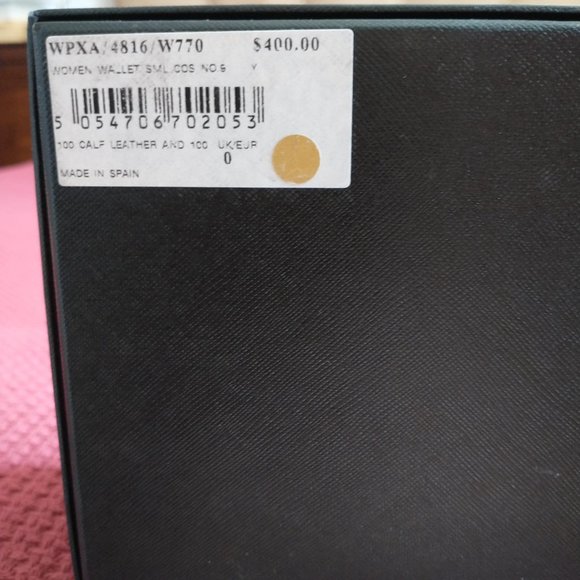 WPXA/4816/W770 $400.00
WOMEN WALLET SML COS NO.9 Y
5 054706 702053
100 CALF LEATHER AND 100 UK/EUR
0
MADE IN SPAIN